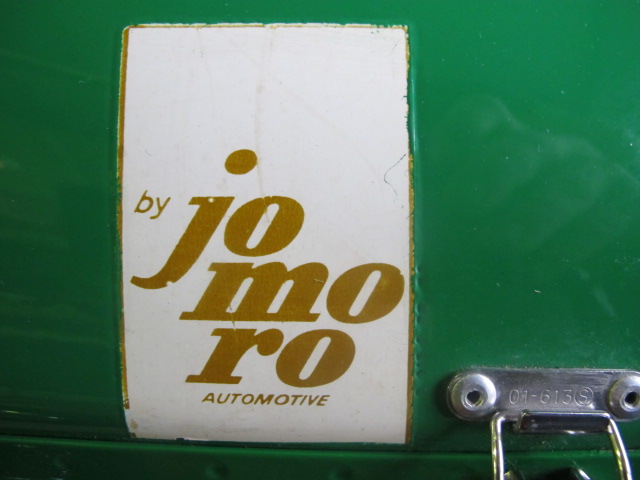 by jo
mo
ro
AUTOMOTIVE
01-613 Ⓢ